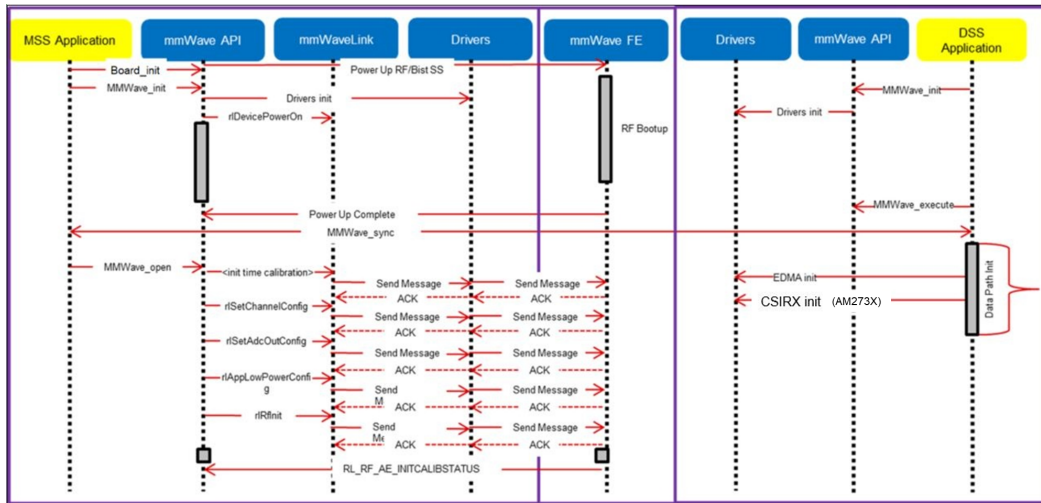 MSS Application
mmWave API
mmWaveLink
Drivers
mmWave FE
Drivers
mmWave API
DSS
Application
Board_init
Power Up RF/Bist SS
MMWave_init
MMWave_init
Drivers init
Drivers init
rlDevicePowerOn
RF Bootup
MMWave_execute
Power Up Complete
MMWave_sync
MMWave_open
<init time calibration>
Send Message
Send Message
EDMA init
ACK
ACK
rlSetChannelConfig
CSIRX init (AM273X)
Data Path Init
Send Message
Send Message
ACK
ACK
rlSetAdcOutConfig
Send Message
Send Message
ACK
ACK
rlAppLowPowerConfi
g
Send
Send Message
ACK
ACK
rlRfInit
Send
Send Message
ACK
ACK
RL_RF_AE_INITCALIBSTATUS